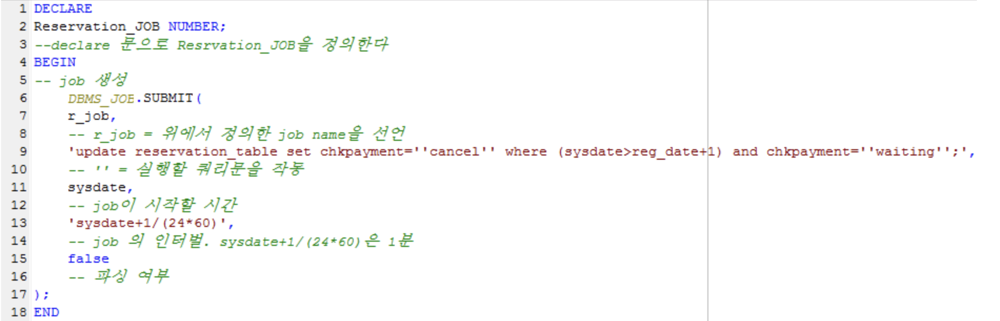 1 DECLARE
2 Reservation_JOB NUMBER;
3 --declare 문으로 Resrvation_JOB을 정의한다
4 BEGIN
5 -- job 생성
6 DBMS_JOB.SUBMIT(
7 r_job,
8 -- r_job = 위에서 정의한 job name을 선언
9 'update reservation_table set chkpayment=''cancel'' where (sysdate>reg_date+1) and chkpayment=''waiting'';',
10 -- '' = 실행할 쿼리문을 작동
11 sysdate,
12 -- job이 시작할 시간
13 'sysdate+1/(24*60)',
14 -- job 의 인터벌. sysdate+1/(24*60)은 1분
15 false
16 -- 파싱 여부
17 );
18 END